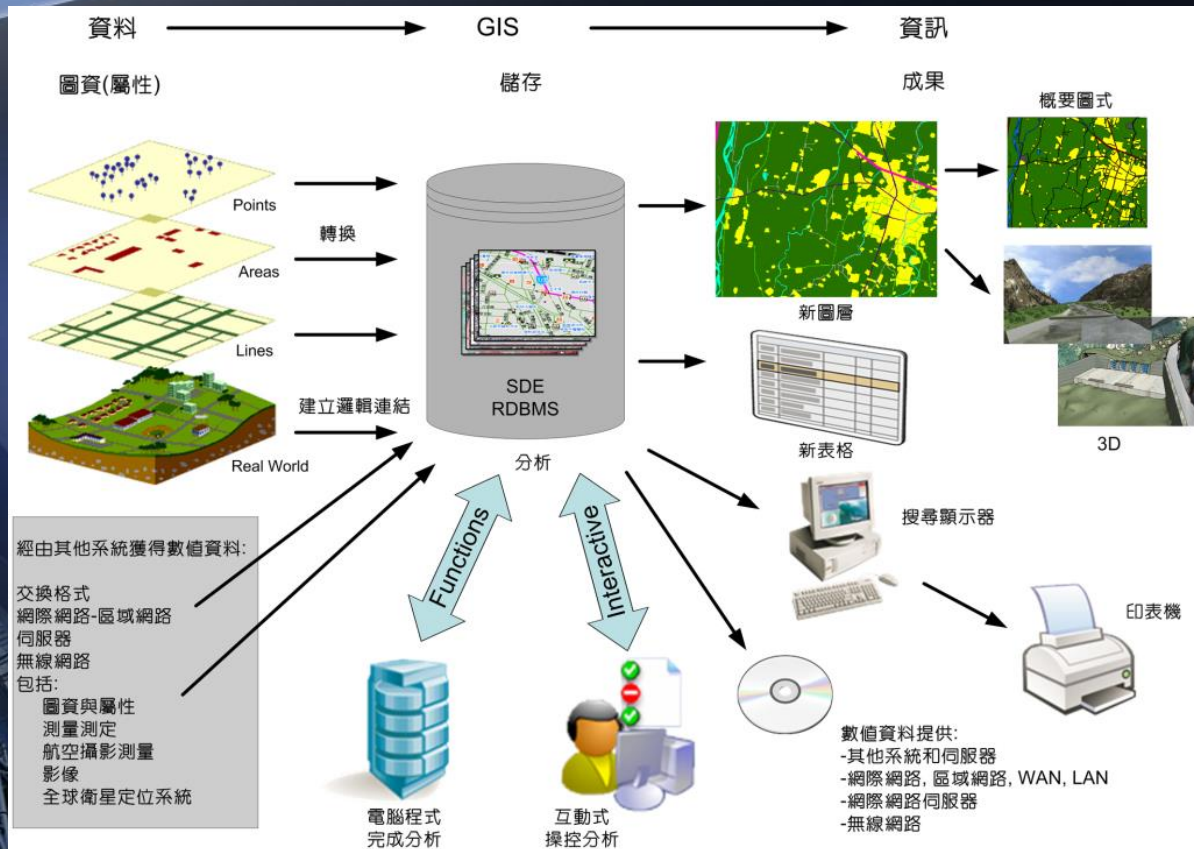 資料
GIS
資訊
圖資(屬性)
儲存
成果
概要圖式
Points
轉換
Areas
Lines
建立邏輯連結
Real World
SDE
RDBMS
分析
新圖層
新表格
3D
搜尋顯示器
印表機
經由其他系統獲得數值資料:
交換格式
網際網路-區域網路
伺服器
無線網路
包括:
圖資與屬性
測量測定
航空攝影測量
影像
全球衛星定位系統
Functions
Interactive
電腦程式
完成分析
互動式
操控分析
數值資料提供:
-其他系統和伺服器
-網際網路, 區域網路, WAN, LAN
-網際網路伺服器
-無線網路